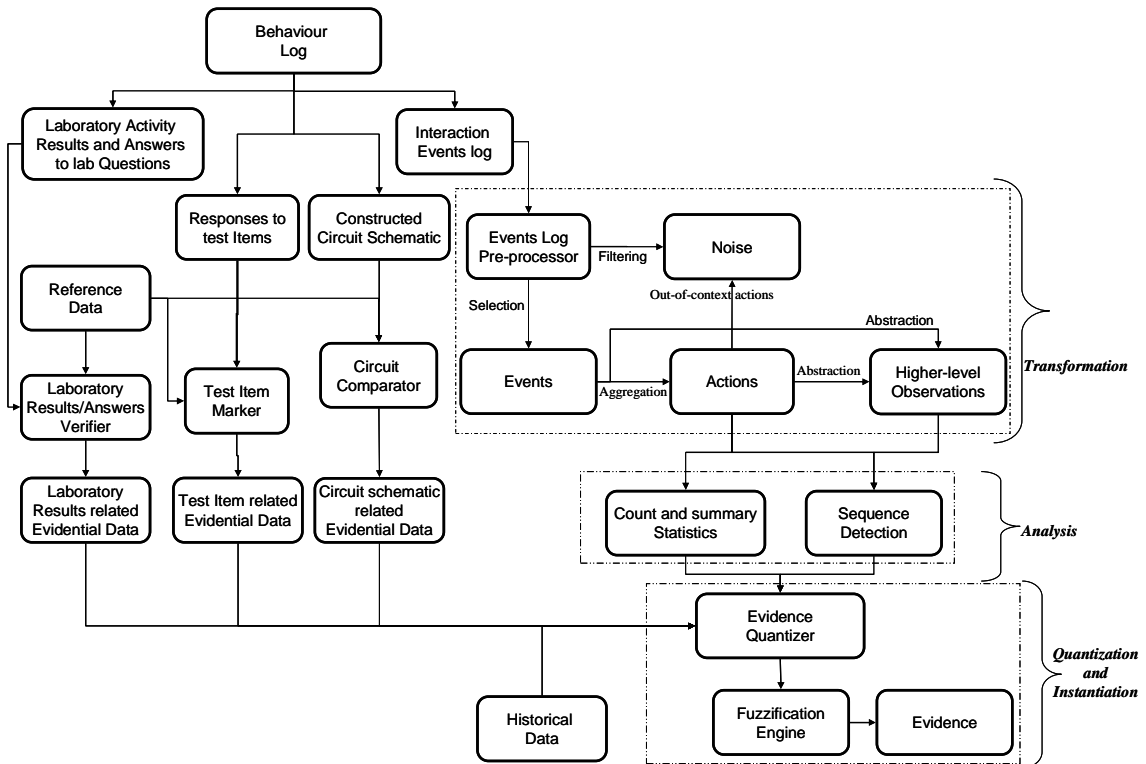 Behaviour
Log
Laboratory Activity
Results and Answers
to lab Questions
Interaction
Events log
Responses to
test Items
Constructed
Circuit Schematic
Events Log
Pre-processor
Filtering
Noise
Reference
Data
Selection
Out-of-context actions
Abstraction
Circuit
Comparator
Events
Aggregation
Actions
Abstraction
Higher-level
Observations
Transformation
Laboratory
Results/Answers
Verifier
Test Item
Marker
Laboratory
Results related
Evidential Data
Test Item related
Evidential Data
Circuit schematic
related
Evidential Data
Count and summary
Statistics
Sequence
Detection
Analysis
Evidence
Quantizer
Quantization
and
Instantiation
Historical
Data
Fuzzification
Engine
Evidence